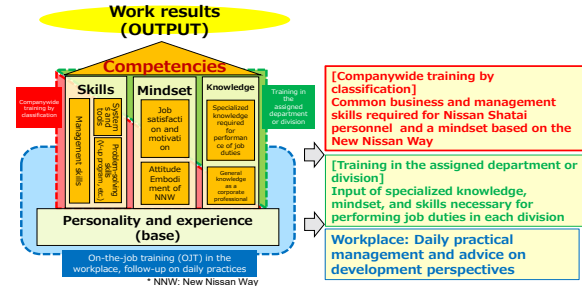 Work results
(OUTPUT)
Competencies
Companywide
training by
classification
Skills
Management skills
System
s and
tools
Problem-solving
skills
(V-up program, etc.)
Mindset
Job
satisfacti
on and
motivati
on
Attitude
Embodi
ment of
NNW
Knowledge
Specialized
knowledge
required
for
performan
ce of job
duties
General
knowledge
as a
corporate
professional
Training in
the
assigned
department
or division
Personality and experience
(base)
On-the-job training (OJT) in the
workplace, follow-up on daily practices
* NNW: New Nissan Way
[Companywide training by
classification]
Common business and management
skills required for Nissan Shatai
personnel and a mindset based on the
New Nissan Way
[Training in the assigned department or
division]
Input of specialized knowledge,
mindset, and skills necessary for
performing job duties in each division
Workplace: Daily practical
management and advice on
development perspectives